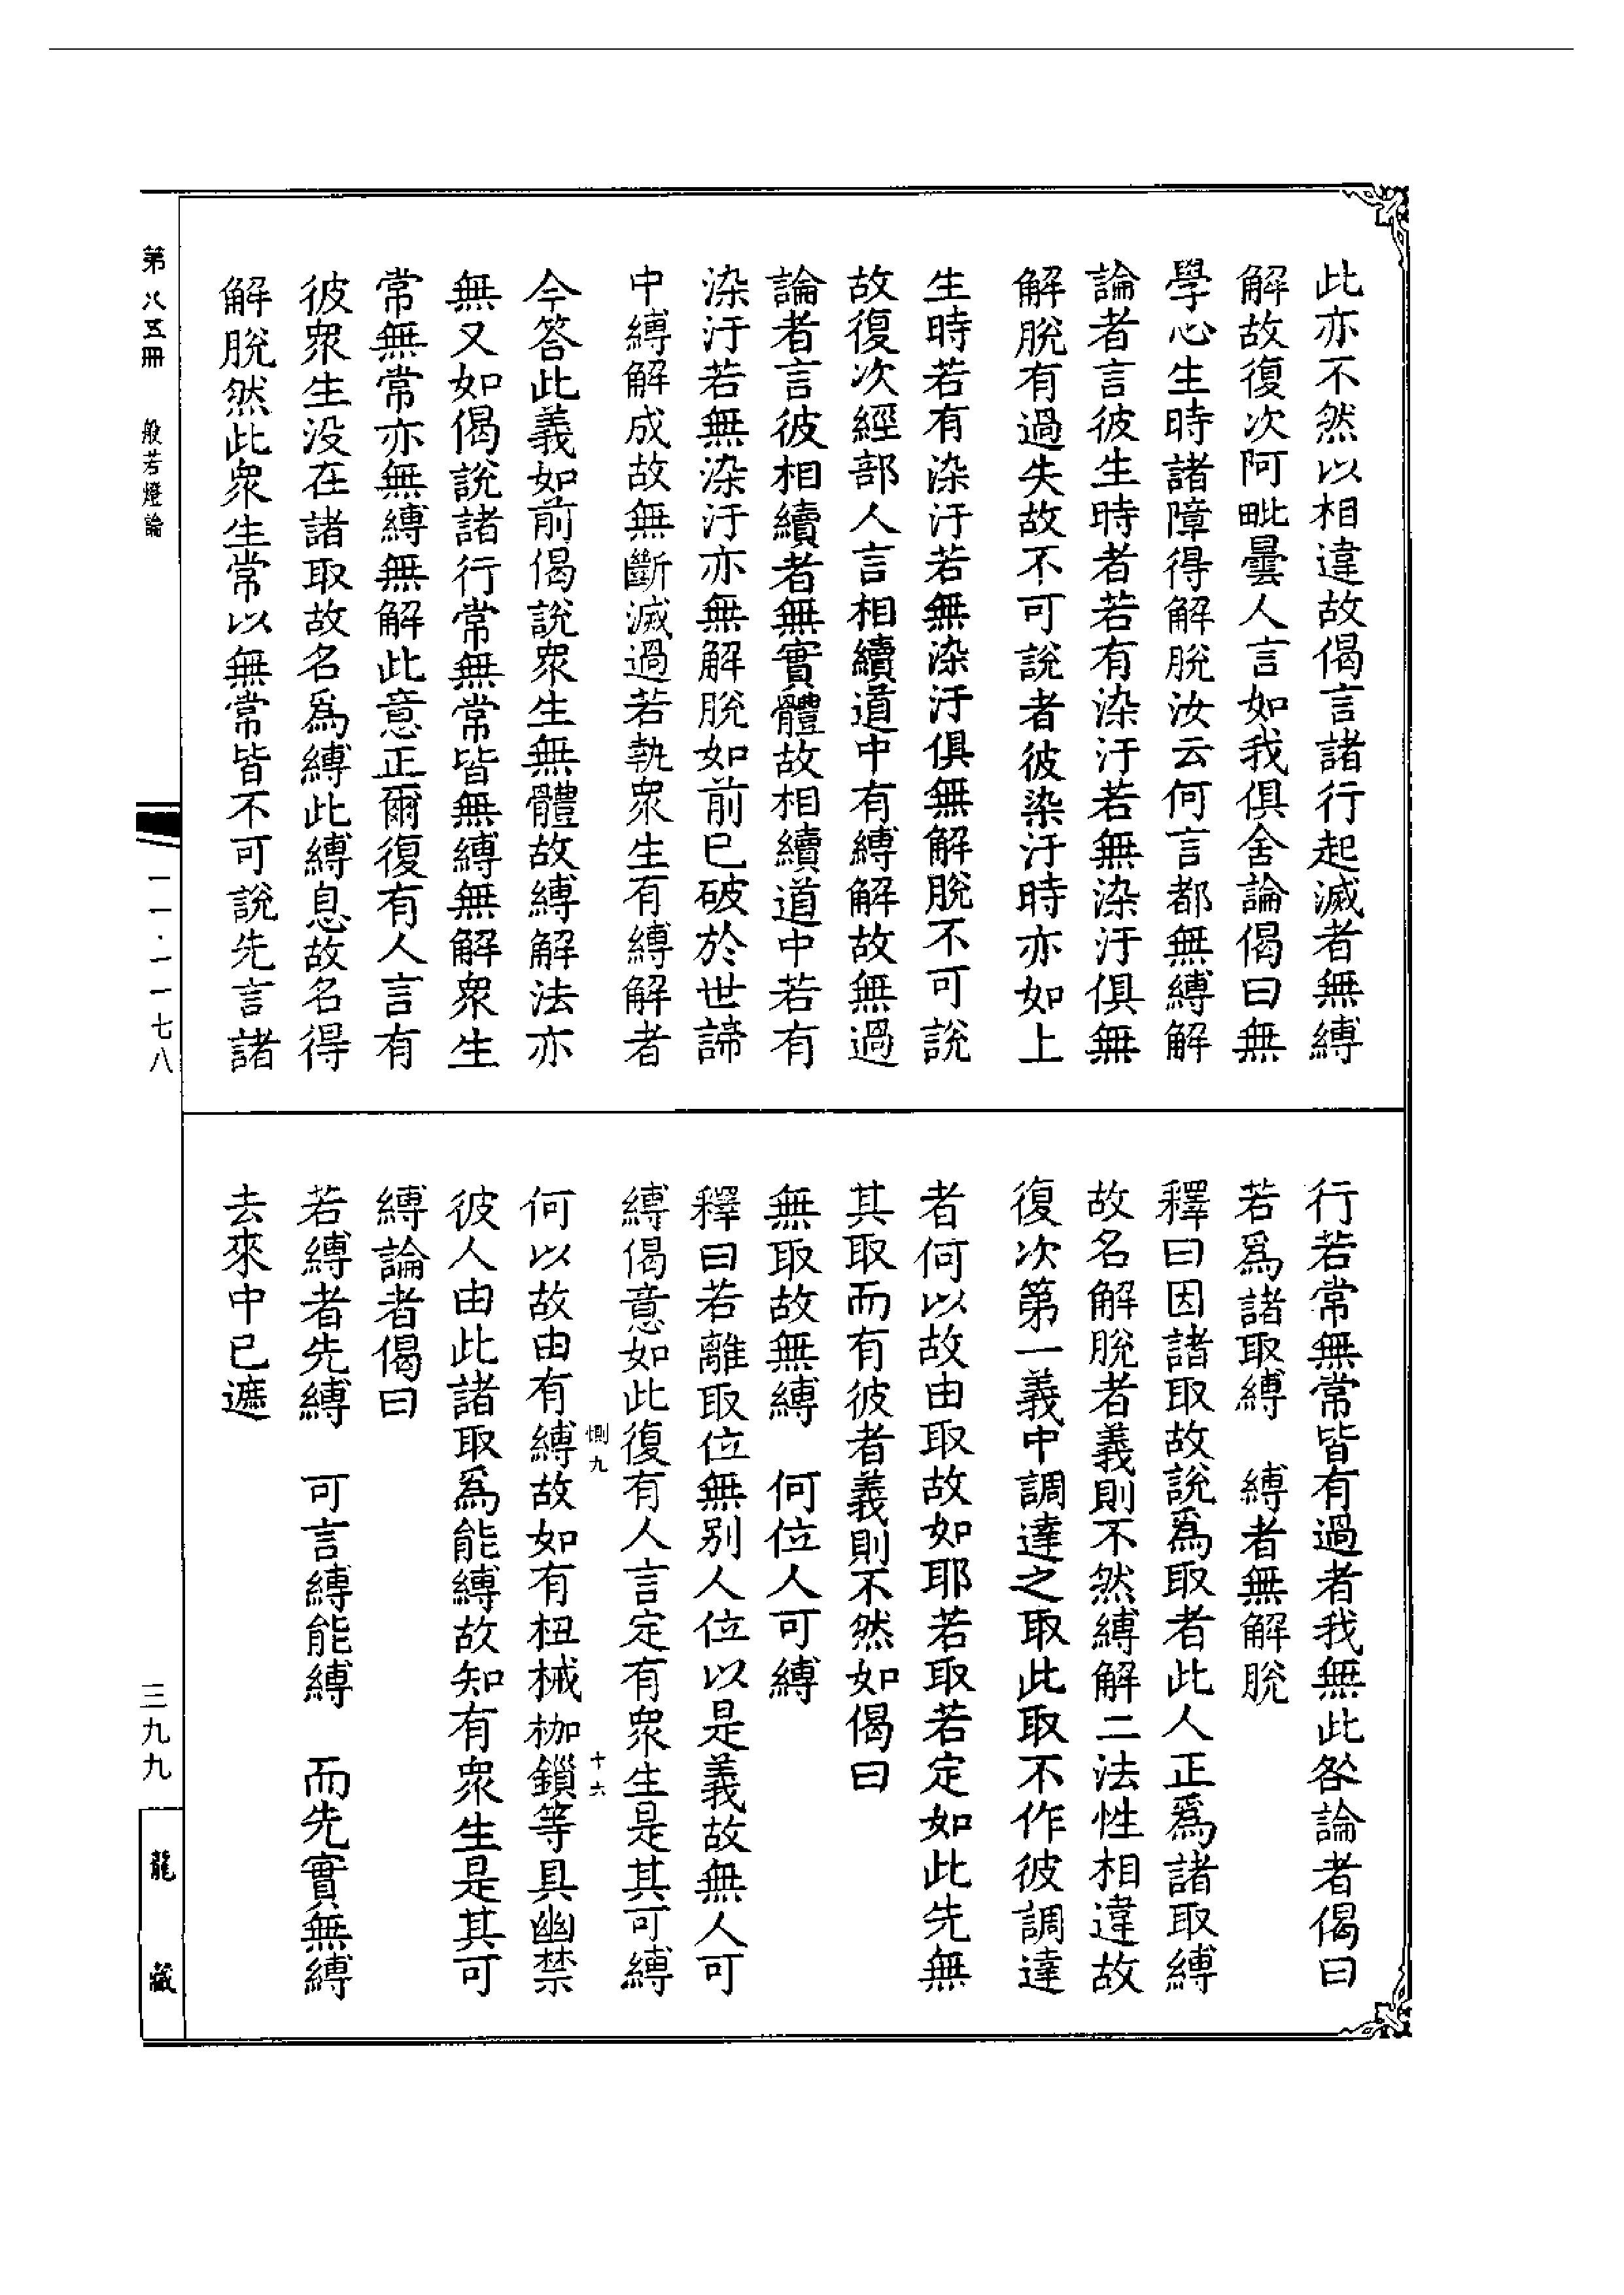 此亦不然以相違故偈言諸行起滅者無縛
解故復次阿毗曇人言如我俱舍論偈曰無
學心生時諸障得解脫汝云何言都無縛解
論者言彼生時者若有染汙若無染汙俱無
解脫有過失故不可說者彼染汙時亦如上
生時若有染汙若無染汙俱無解脫不可說
故復次經部人言相續道中有縛解故無過
論者言彼相續者無實體故相續道中若有
染汙若無染汙亦無解脫如前已破於世諦
中縛解成故無斷滅過若執眾生有縛解者
今答此義如前偈說眾生無體故縛解法亦
無又如偈說諸行常無常皆無縛無解眾生
常無常亦無縛無解此意正爾復有人言有
彼眾生沒在諸取故名爲縛此縛息故名得
解脫然此眾生常以無常皆不可說先言諸
行若常無常皆有過者我無此咎論者偈曰
若爲諸取縛　縛者無解脫
釋曰因諸取故說爲取者此人正爲諸取縛
故名解脫者義則不然縛解二法性相違故
復次第一義中調達之取此取不作彼調達
者何以故由取故如耶若取若定如此先無
其取而有彼者義則不然如偈曰
無取故無縛　何位人可縛
釋曰若離取位無別人位以是義故無人可
縛偈意如此復有人言定有眾生是其可縛
何以故由有縛故如有杻械枷鎖等具幽禁
彼人由此諸取爲能縛故知有眾生是其可
縛論者偈曰
若縛者先縛　可言縛能縛　而先實無縛
去來中已遮
惻九
十六
第八五冊　般若燈論
一一·一一七八
三九九
龍藏